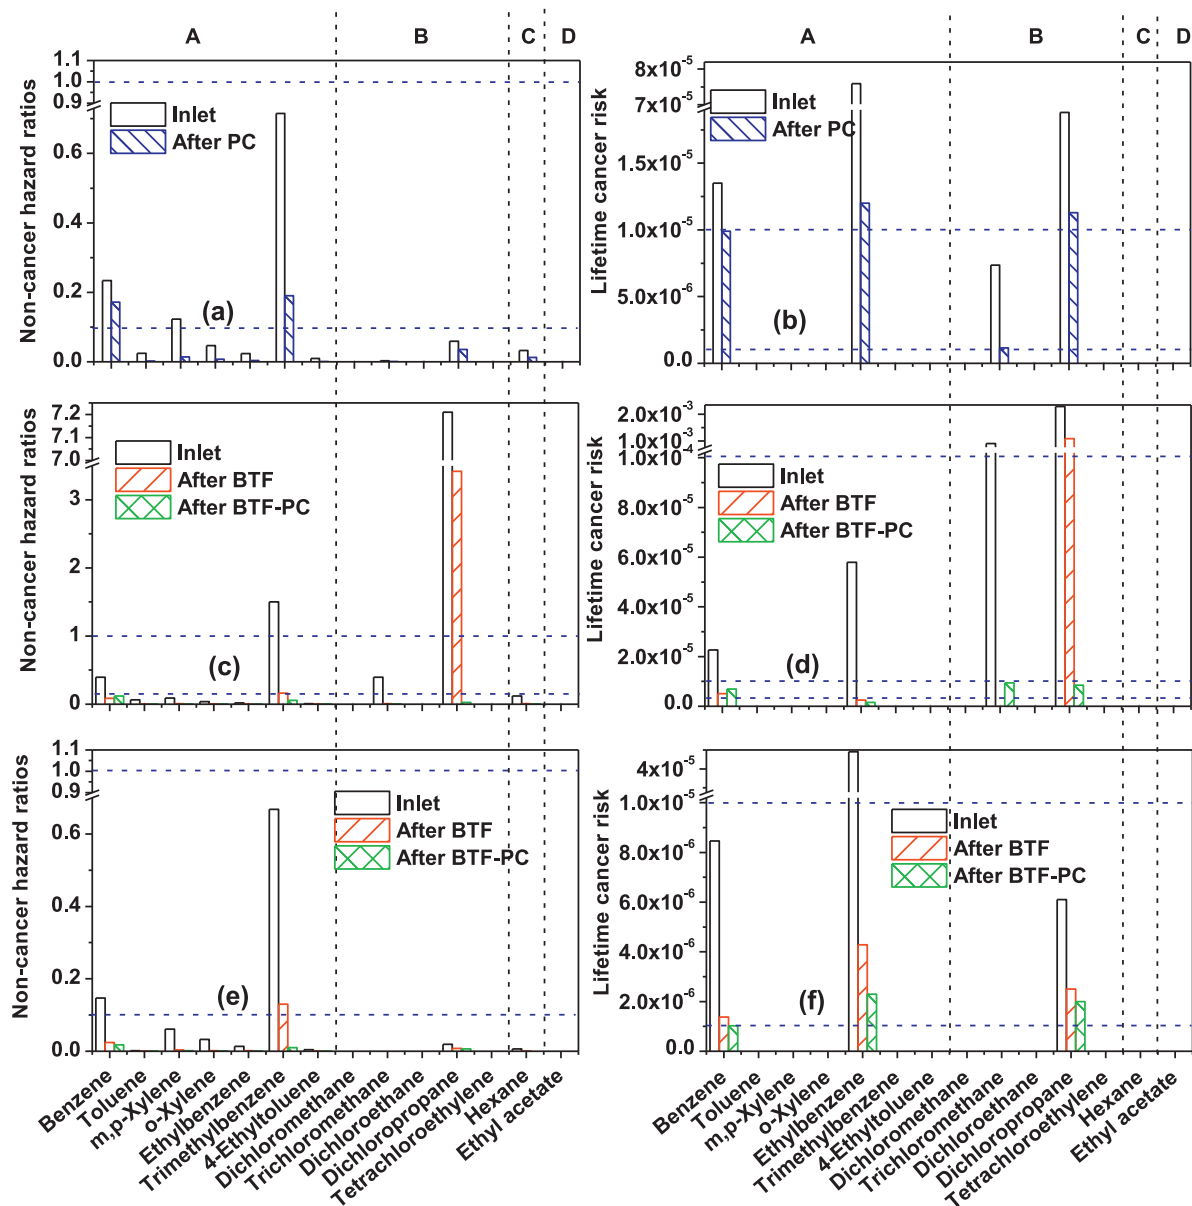 A B C D
A B C D
Non-cancer hazard ratios
1.1
1.0
0.9
0.6
0.4
0.2
0.0
Inlet
After PC
(a)
Lifetime cancer risk
8x10⁻⁵
7x10⁻⁵
1.5x10⁻⁵
1.0x10⁻⁵
5.0x10⁻⁶
0.0
Inlet
After PC
(b)
Non-cancer hazard ratios
7.2
7.1
7.0
3
2
1
0
Inlet
After BTF
After BTF-PC
(c)
Lifetime cancer risk
2.0x10⁻³
1.0x10⁻³
1.0x10⁻⁴
8.0x10⁻⁵
6.0x10⁻⁵
4.0x10⁻⁵
2.0x10⁻⁵
0.0
Inlet
After BTF
After BTF-PC
(d)
Non-cancer hazard ratios
1.1
1.0
0.9
0.6
0.4
0.2
0.0
Inlet
After BTF
After BTF-PC
(e)
Lifetime cancer risk
4x10⁻⁵
1.0x10⁻⁵
8.0x10⁻⁶
6.0x10⁻⁶
4.0x10⁻⁶
2.0x10⁻⁶
0.0
Inlet
After BTF
After BTF-PC
(f)
Benzene
Toluene
m,p-Xylene
o-Xylene
Ethylbenzene
Trimethylbenzene
4-Ethyltoluene
Dichloromethane
Trichloromethane
Dichloroethane
Dichloropropane
Tetrachloroethylene
Hexane
Ethyl acetate
Benzene
Toluene
m,p-Xylene
o-Xylene
Ethylbenzene
Trimethylbenzene
4-Ethyltoluene
Dichloromethane
Trichloromethane
Dichloroethane
Dichloropropane
Tetrachloroethylene
Hexane
Ethyl acetate